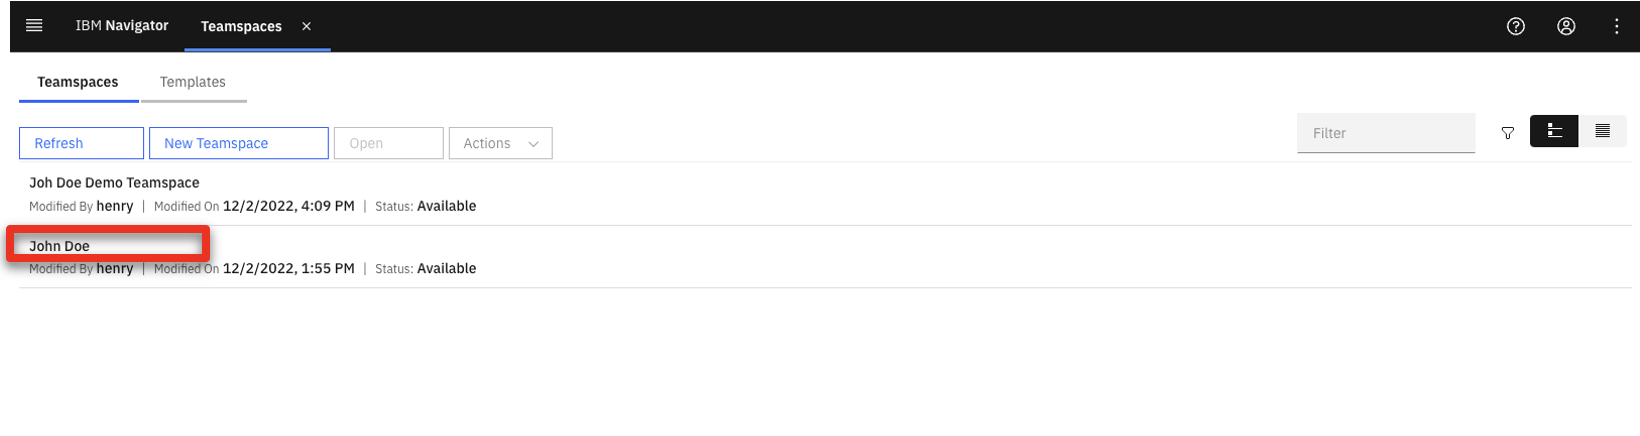 IBM Navigator Teamspaces
Teamspaces Templates
Refresh New Teamspace Open Actions Filter
Joh Doe Demo Teamspace
Modified By henry | Modified On 12/2/2022, 4:09 PM | Status: Available
John Doe
Modified By henry | Modified On 12/2/2022, 1:55 PM | Status: Available